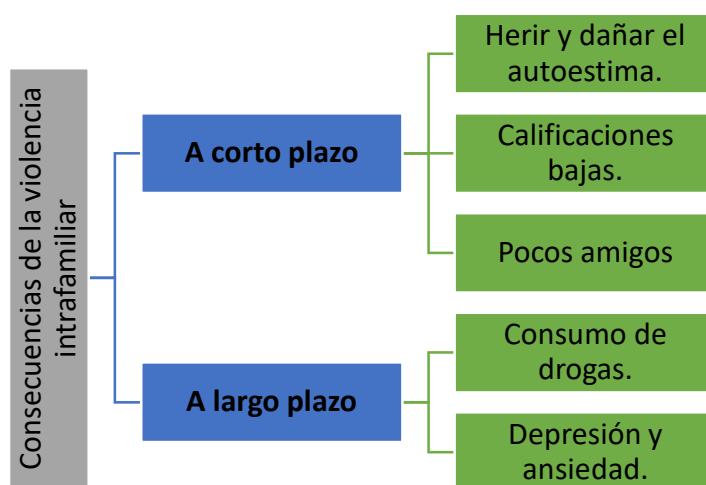 Consecuencias de la violencia
intrafamiliar
A corto plazo
Herir y dañar el
autoestima.
Calificaciones
bajas.
Pocos amigos
A largo plazo
Consumo de
drogas.
Depresión y
ansiedad.